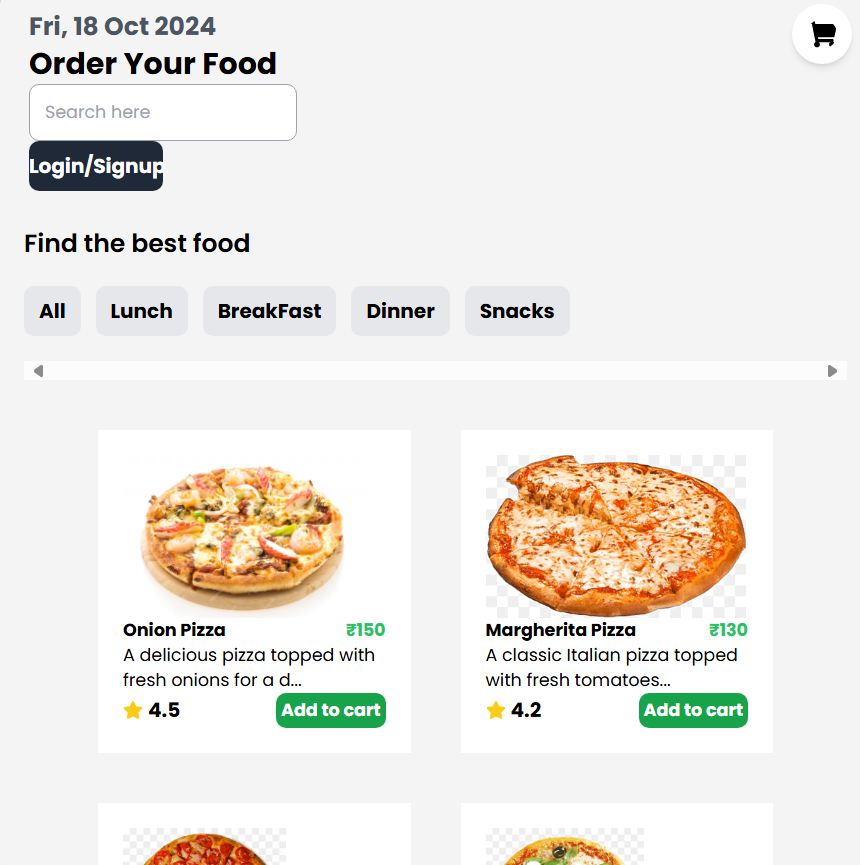 Fri, 18 Oct 2024
Order Your Food
Search here
Login/Signup
Find the best food
All Lunch BreakFast Dinner Snacks
Onion Pizza ₹150
A delicious pizza topped with
fresh onions for a d...
4.5 Add to cart
Margherita Pizza ₹130
A classic Italian pizza topped
with fresh tomatoes...
4.2 Add to cart